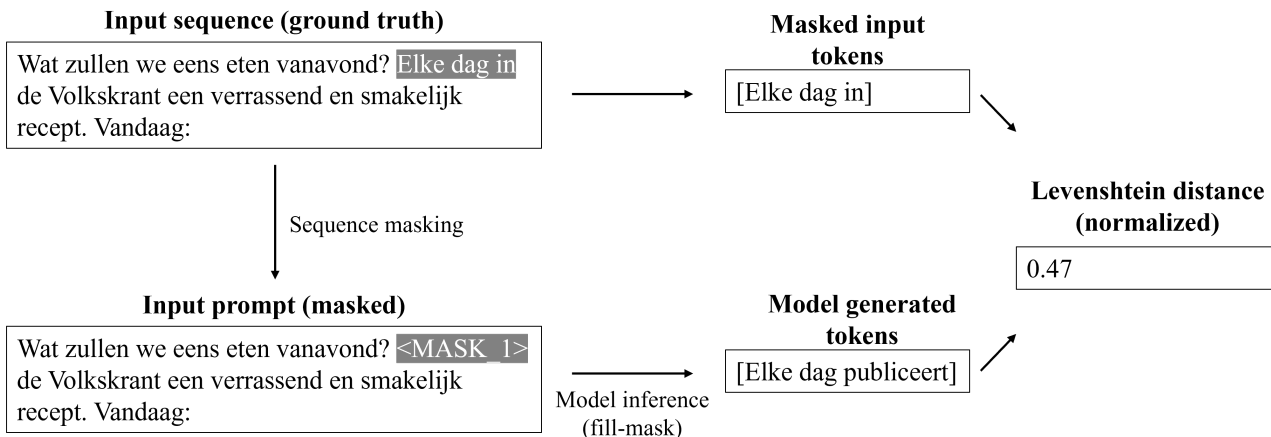 Input sequence (ground truth)
Wat zullen we eens eten vanavond? Elke dag in
de Volkskrant een verrassend en smakelijk
recept. Vandaag:
Masked input
tokens
[Elke dag in]
Sequence masking
Levenshtein distance
(normalized)
0.47
Input prompt (masked)
Wat zullen we eens eten vanavond? <MASK_1>
de Volkskrant een verrassend en smakelijk
recept. Vandaag:
Model inference
(fill-mask)
Model generated
tokens
[Elke dag publiceert]